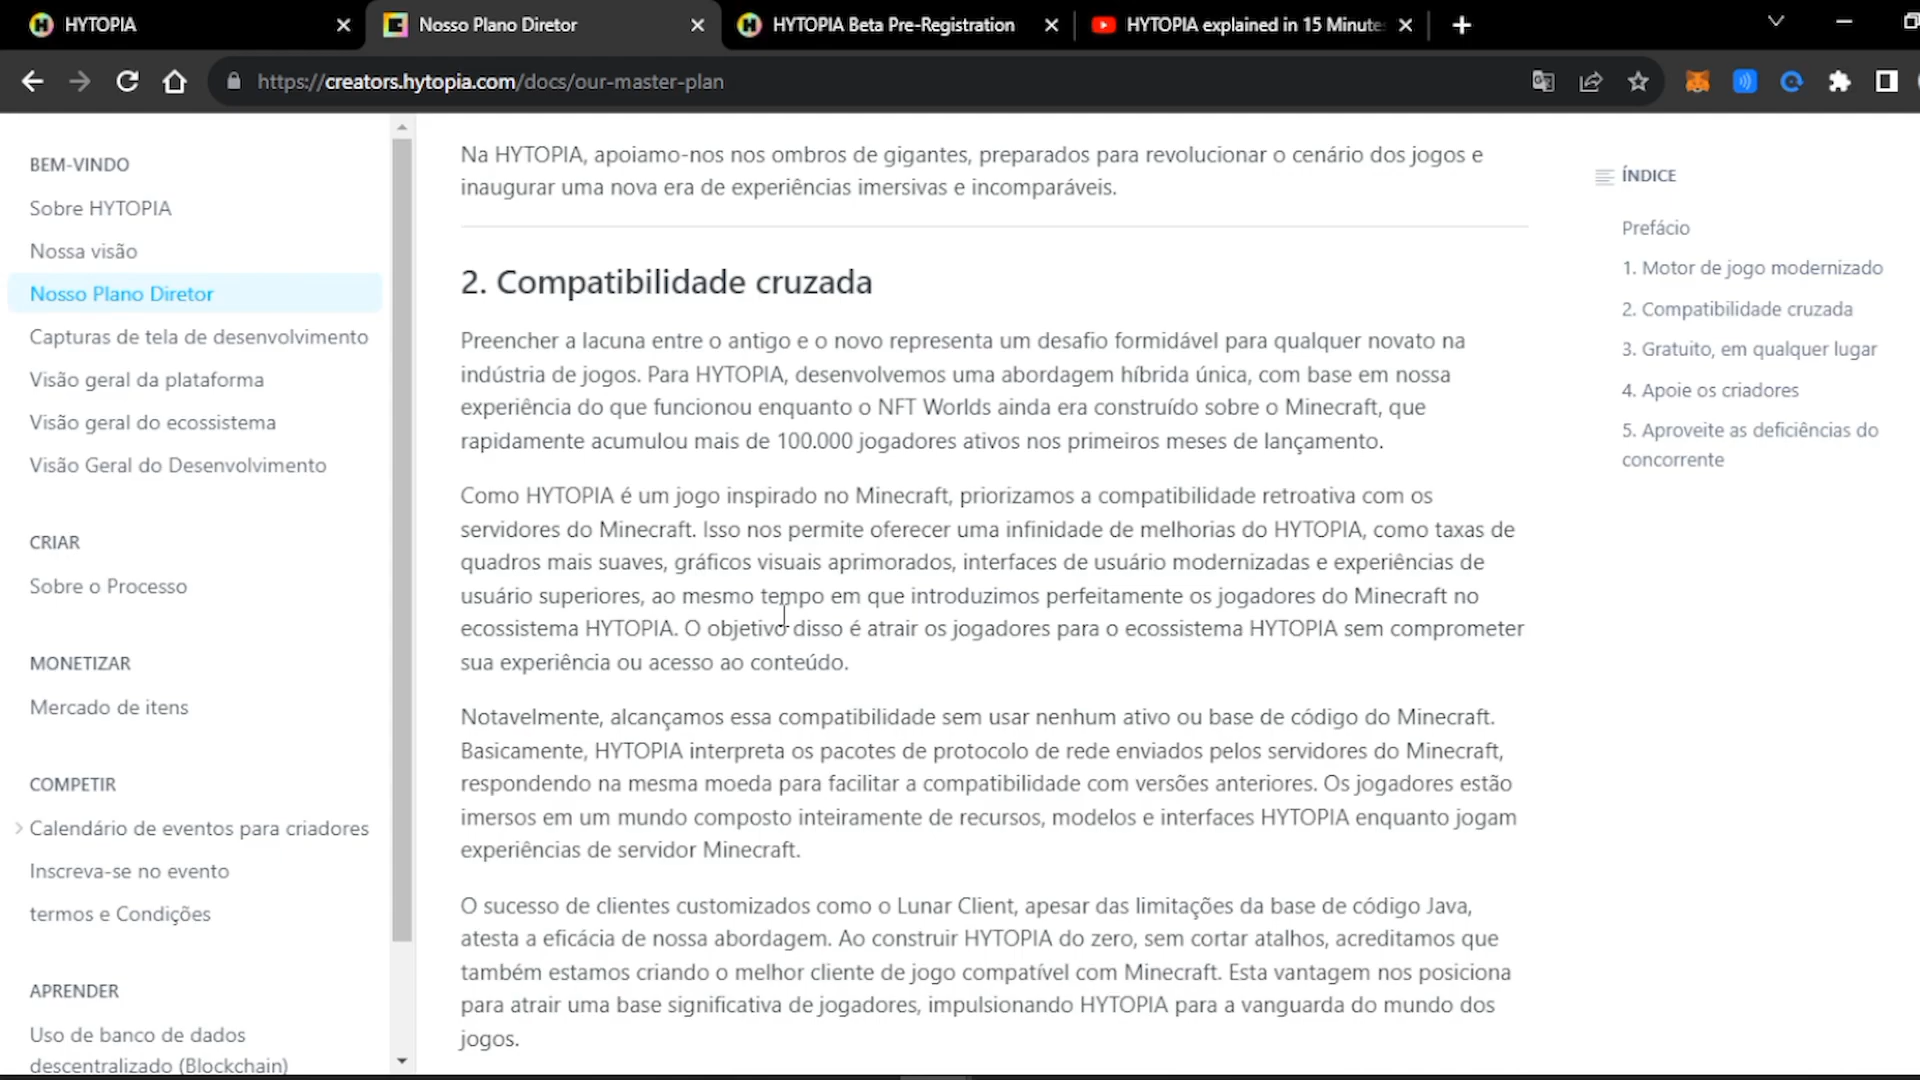 HYTOPIA
Nosso Plano Diretor
HYTOPIA Beta Pre-Registration
HYTOPIA explained in 15 Minute
https://creators.hytopia.com/docs/our-master-plan
BEM-VINDO
Sobre HYTOPIA
Nossa visão
Nosso Plano Diretor
Capturas de tela de desenvolvimento
Visão geral da plataforma
Visão geral do ecossistema
Visão Geral do Desenvolvimento
CRIAR
Sobre o Processo
MONETIZAR
Mercado de itens
COMPETIR
Calendário de eventos para criadores
Inscreva-se no evento
termos e Condições
APRENDER
Uso de banco de dados
descentralizado (Blockchain)
Na HYTOPIA, apoiamo-nos nos ombros de gigantes, preparados para revolucionar o cenário dos jogos e
inaugurar uma nova era de experiências imersivas e incomparáveis.
2. Compatibilidade cruzada
Preencher a lacuna entre o antigo e o novo representa um desafio formidável para qualquer novato na
indústria de jogos. Para HYTOPIA, desenvolvemos uma abordagem híbrida única, com base em nossa
experiência do que funcionou enquanto o NFT Worlds ainda era construído sobre o Minecraft, que
rapidamente acumulou mais de 100.000 jogadores ativos nos primeiros meses de lançamento.
Como HYTOPIA é um jogo inspirado no Minecraft, priorizamos a compatibilidade retroativa com os
servidores do Minecraft. Isso nos permite oferecer uma infinidade de melhorias do HYTOPIA, como taxas de
quadros mais suaves, gráficos visuais aprimorados, interfaces de usuário modernizadas e experiências de
usuário superiores, ao mesmo tempo em que introduzimos perfeitamente os jogadores do Minecraft no
ecossistema HYTOPIA. O objetivo disso é atrair os jogadores para o ecossistema HYTOPIA sem comprometer
sua experiência ou acesso ao conteúdo.
Notavelmente, alcançamos essa compatibilidade sem usar nenhum ativo ou base de código do Minecraft.
Basicamente, HYTOPIA interpreta os pacotes de protocolo de rede enviados pelos servidores do Minecraft,
respondendo na mesma moeda para facilitar a compatibilidade com versões anteriores. Os jogadores estão
imersos em um mundo composto inteiramente de recursos, modelos e interfaces HYTOPIA enquanto jogam
experiências de servidor Minecraft.
O sucesso de clientes customizados como o Lunar Client, apesar das limitações da base de código Java,
atesta a eficácia de nossa abordagem. Ao construir HYTOPIA do zero, sem cortar atalhos, acreditamos que
também estamos criando o melhor cliente de jogo compatível com Minecraft. Esta vantagem nos posiciona
para atrair uma base significativa de jogadores, impulsionando HYTOPIA para a vanguarda do mundo dos
jogos.
ÍNDICE
Prefácio
1. Motor de jogo modernizado
2. Compatibilidade cruzada
3. Gratuito, em qualquer lugar
4. Apoie os criadores
5. Aproveite as deficiências do
concorrente